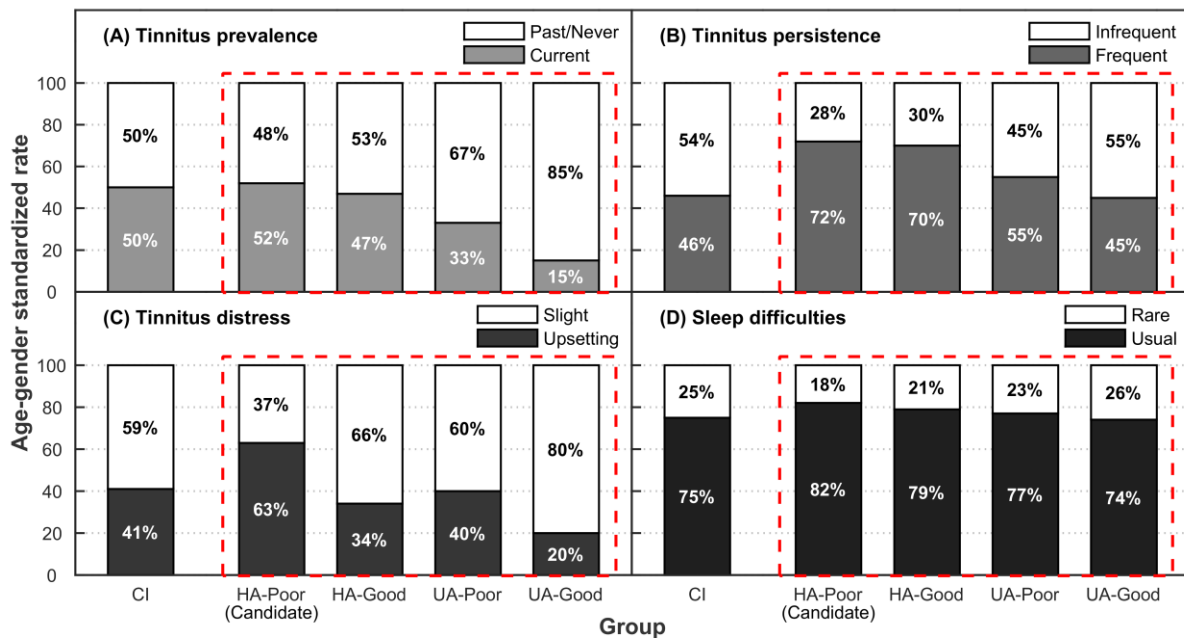 (A) Tinnitus prevalence
Past/Never
Current
Age-gender standardized rate
100
80
60
40
20
0
50%
48%
53%
67%
85%
50%
52%
47%
33%
15%
(B) Tinnitus persistence
Infrequent
Frequent
54%
28%
30%
45%
55%
46%
72%
70%
55%
45%
(C) Tinnitus distress
Slight
Upsetting
100
80
60
40
20
0
59%
37%
66%
60%
80%
41%
63%
34%
40%
20%
CI
HA-Poor
(Candidate)
HA-Good
UA-Poor
UA-Good
(D) Sleep difficulties
Rare
Usual
25%
18%
21%
23%
26%
75%
82%
79%
77%
74%
CI
HA-Poor
(Candidate)
HA-Good
UA-Poor
UA-Good
Group